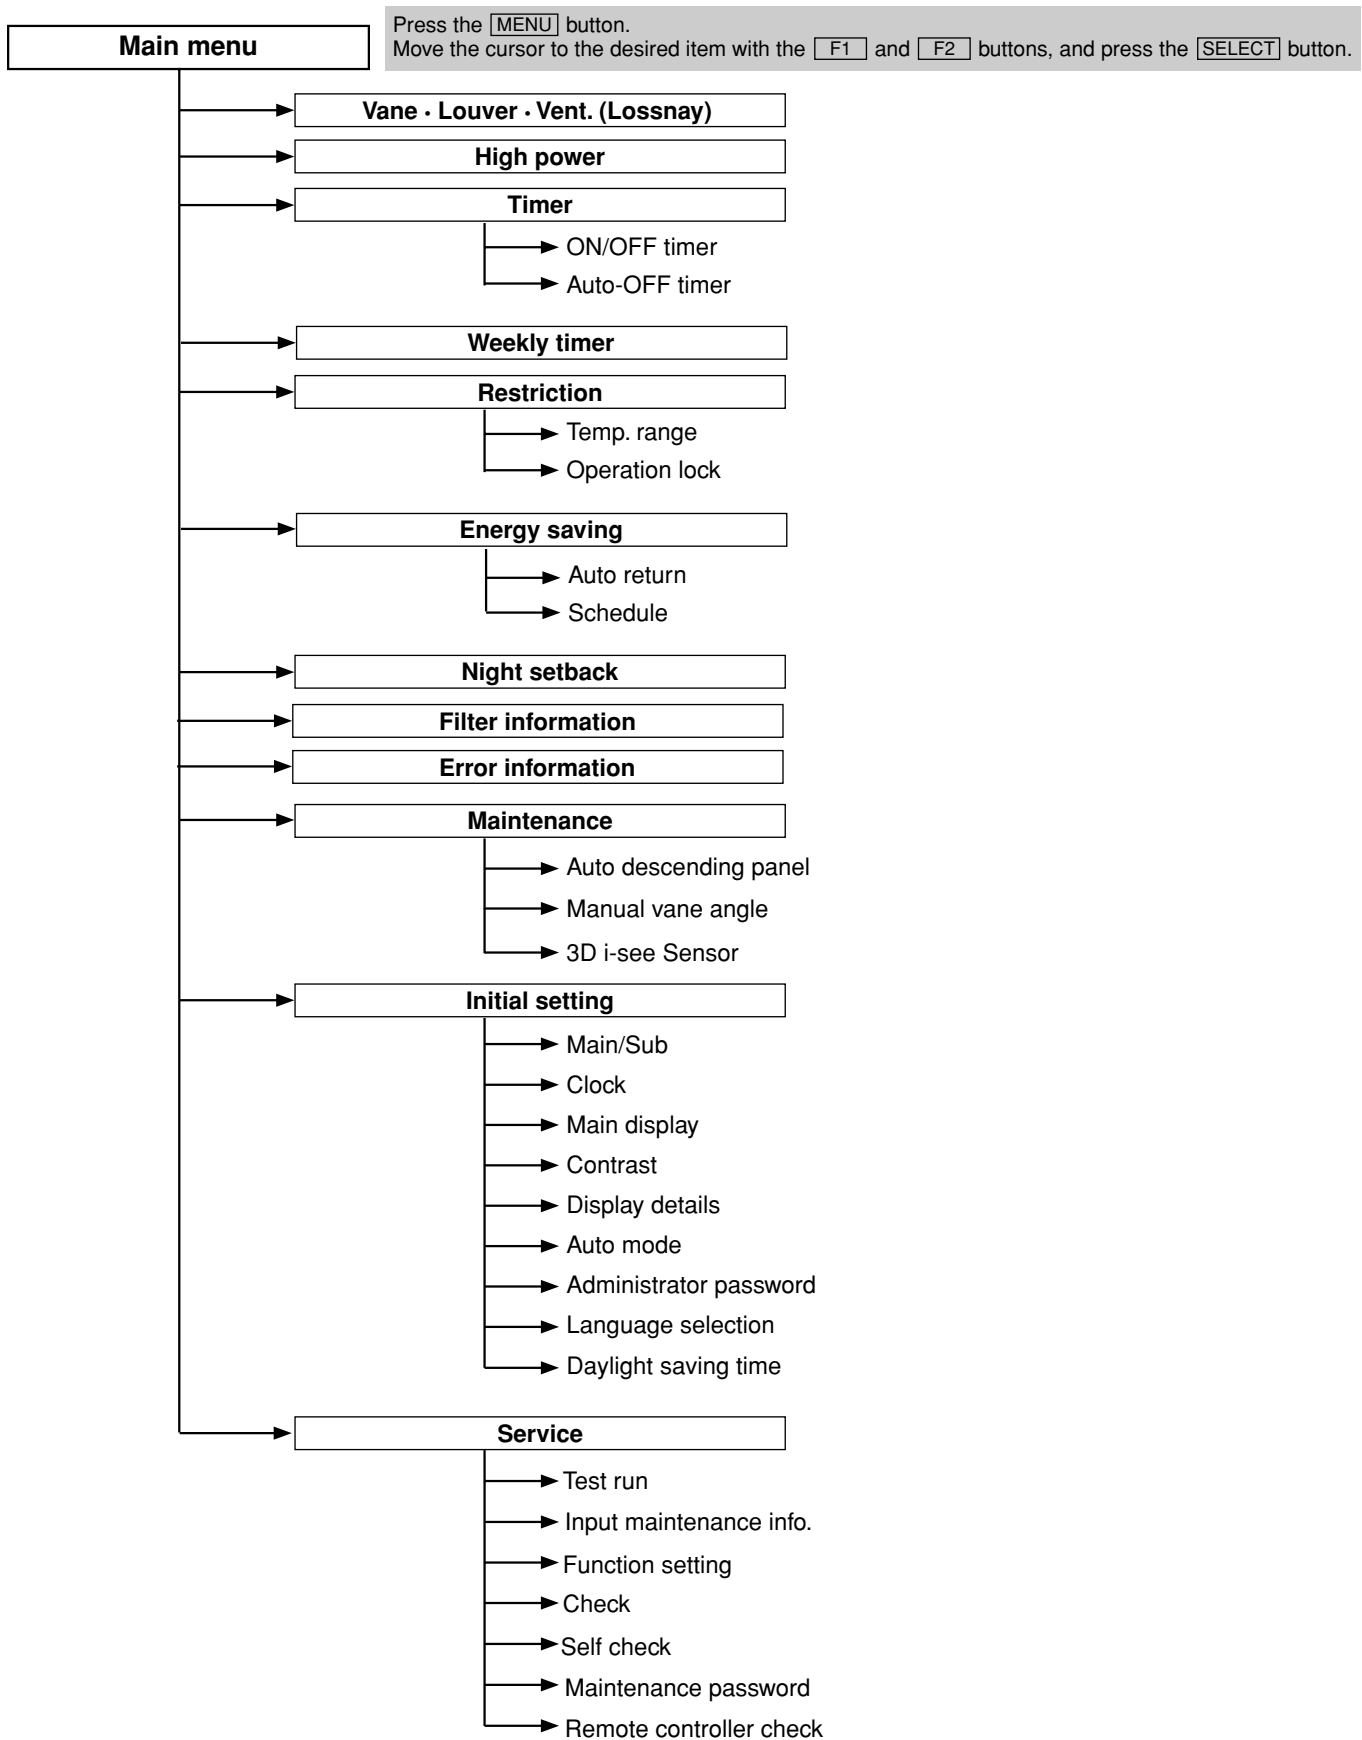 Main menu
Press the MENU button.
Move the cursor to the desired item with the F1 and F2 buttons, and press the SELECT button.
Vane · Louver · Vent. (Lossnay)
High power
Timer
ON/OFF timer
Auto-OFF timer
Weekly timer
Restriction
Temp. range
Operation lock
Energy saving
Auto return
Schedule
Night setback
Filter information
Error information
Maintenance
Auto descending panel
Manual vane angle
3D i-see Sensor
Initial setting
Main/Sub
Clock
Main display
Contrast
Display details
Auto mode
Administrator password
Language selection
Daylight saving time
Service
Test run
Input maintenance info.
Function setting
Check
Self check
Maintenance password
Remote controller check